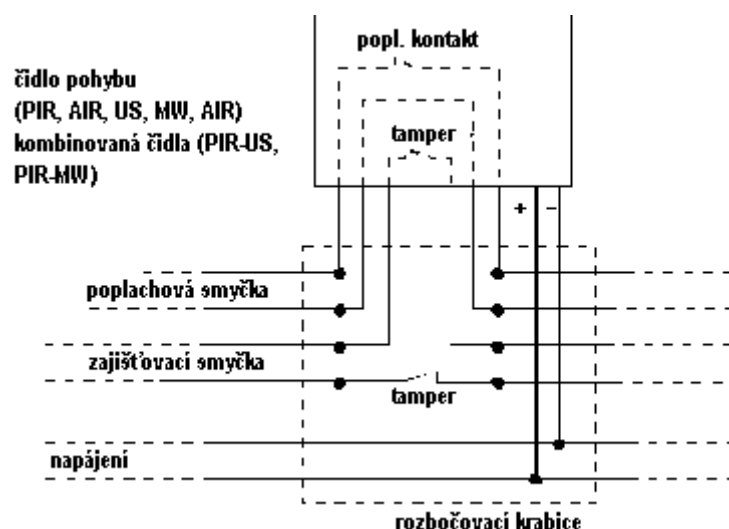 popl. kontakt
čidlo pohybu
(PIR, AIR, US, MW, AIR)
kombinovaná čidla (PIR-US,
PIR-MW)
tamper
+ −
poplachová smyčka
zajišťovací smyčka
tamper
napájení
rozbočovací krabice